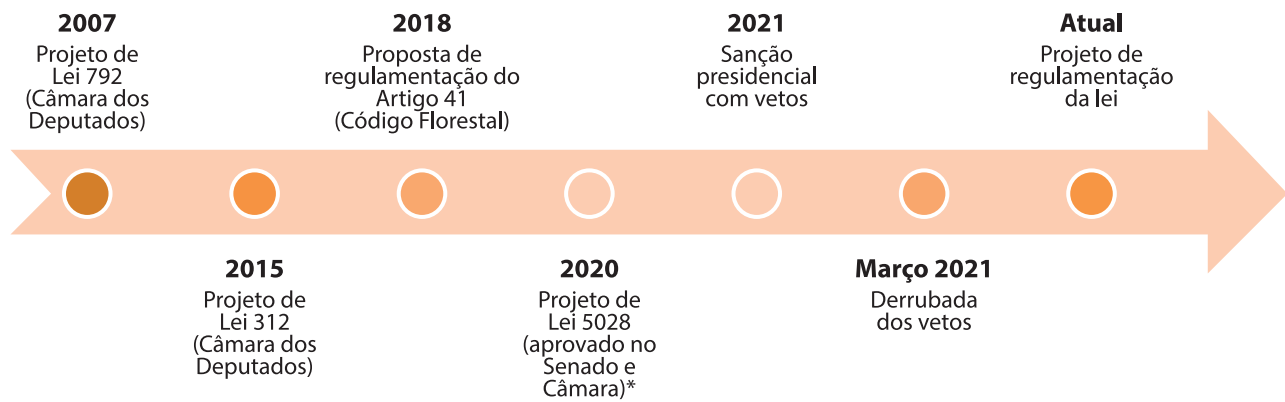 2007
Projeto de
Lei 792
(Câmara dos
Deputados)
2015
Projeto de
Lei 312
(Câmara dos
Deputados)
2018
Proposta de
regulamentação do
Artigo 41
(Código Florestal)
2020
Projeto de
Lei 5028
(aprovado no
Senado e
Câmara)*
2021
Sanção
presidencial
com vetos
Março 2021
Derrubada
dos vetos
Atual
Projeto de
regulamentação
da lei